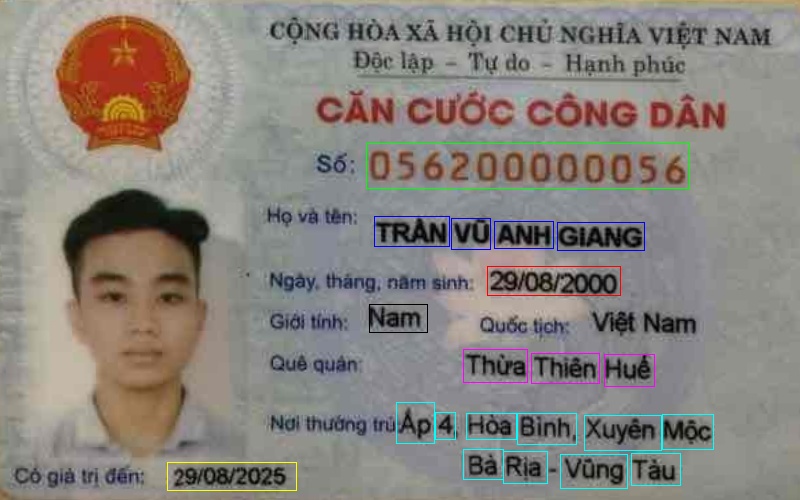 CỘNG HÒA XÃ HỘI CHỦ NGHĨA VIỆT NAM
Độc lập - Tự do - Hạnh phúc
CĂN CƯỚC CÔNG DÂN
Số: 056200000056
Họ và tên: TRẦN VŨ ANH GIANG
Ngày, tháng, năm sinh: 29/08/2000
Giới tính: Nam Quốc tịch: Việt Nam
Quê quán: Thừa Thiên Huế
Nơi thường trú: Ấp 4, Hòa Bình, Xuyên Mộc
Bà Rịa - Vũng Tàu
Có giá trị đến: 29/08/2025